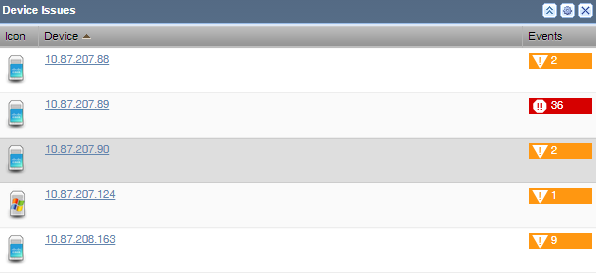 Device Issues
Icon Device Events
10.87.207.88 2
10.87.207.89 36
10.87.207.90 2
10.87.207.124 1
10.87.208.163 9